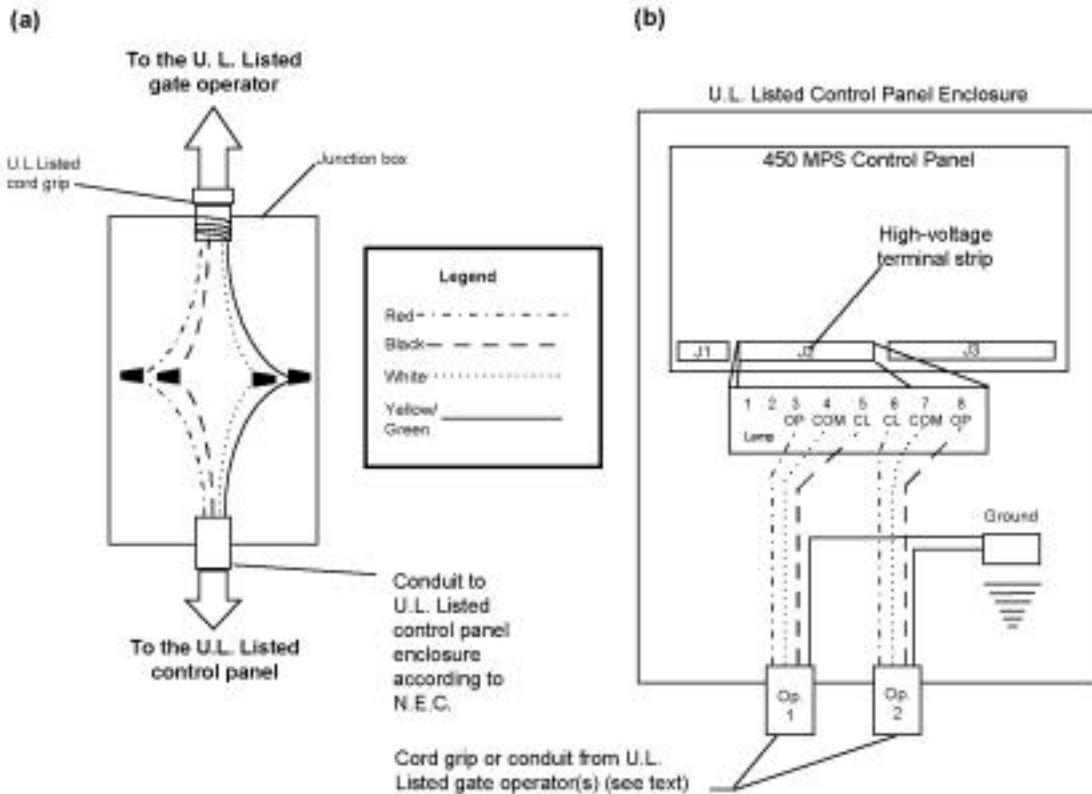 (a)
To the U. L. Listed
gate operator
U.L Listed
cord grip
Junction box
Legend
Red
Black
White
Yellow/
Green
Conduit to
U.L. Listed
control panel
enclosure
according to
N.E.C.
To the U.L. Listed
control panel
(b)
U.L. Listed Control Panel Enclosure
450 MPS Control Panel
High-voltage
terminal strip
J1 J2 J3
1 2 3 4 5 6 7 8
OP COM CL CL COM OP
Lamp
Ground
Op.
1
Op.
2
Cord grip or conduit from U.L.
Listed gate operator(s) (see text)